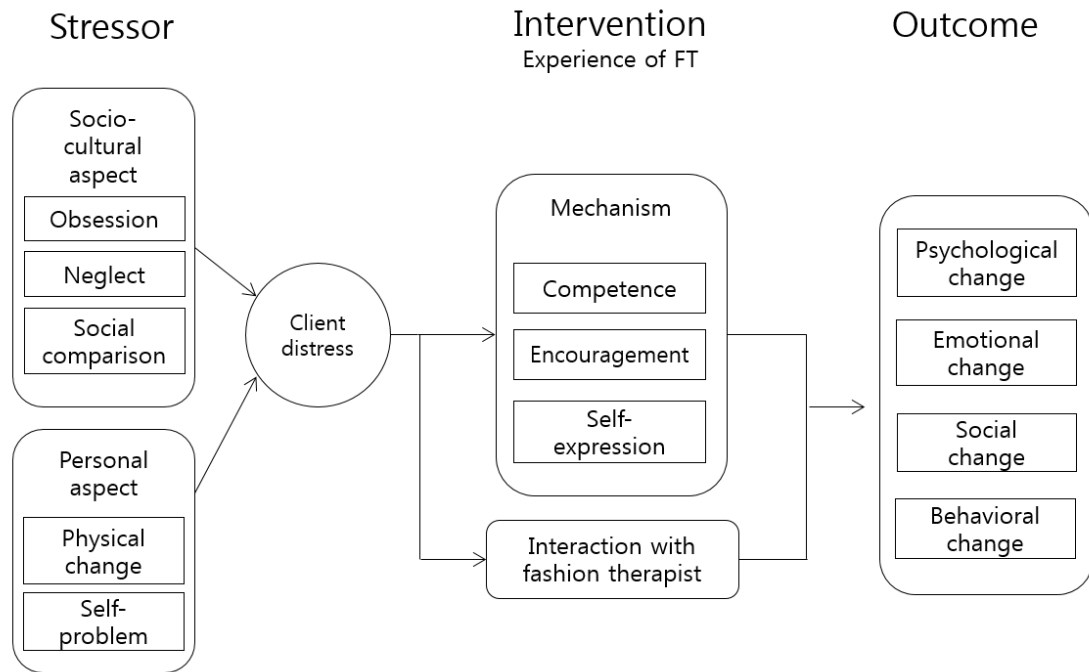 Stressor
Intervention
Experience of FT
Outcome
Socio-
cultural
aspect
Obsession
Neglect
Social
comparison
Personal
aspect
Physical
change
Self-
problem
Client
distress
Mechanism
Competence
Encouragement
Self-
expression
Interaction with
fashion therapist
Psychological
change
Emotional
change
Social
change
Behavioral
change